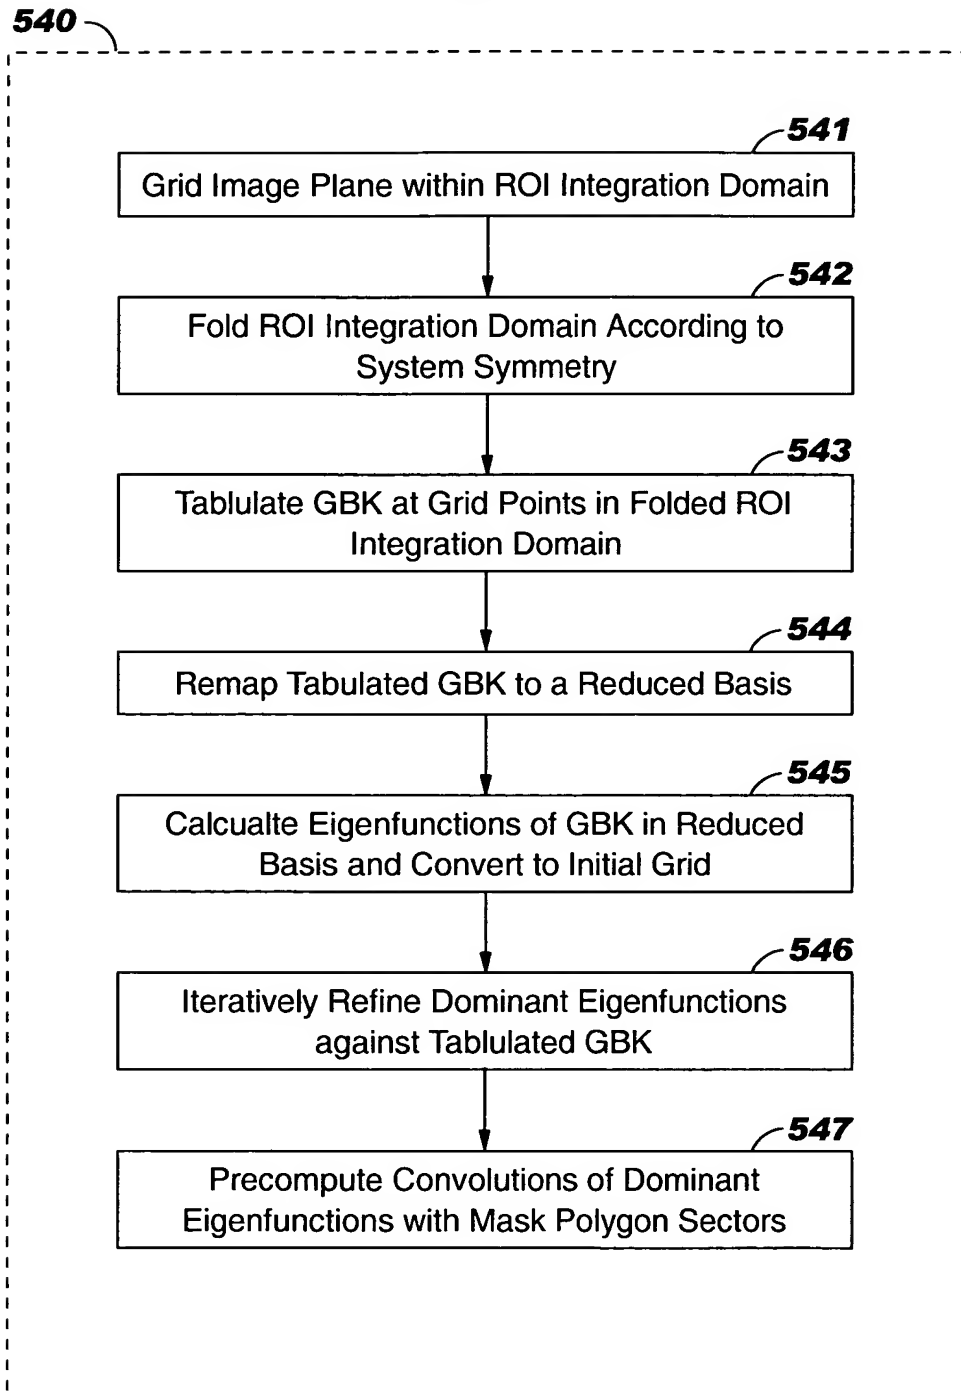 540
541
Grid Image Plane within ROI Integration Domain
542
Fold ROI Integration Domain According to
System Symmetry
543
Tablulate GBK at Grid Points in Folded ROI
Integration Domain
544
Remap Tabulated GBK to a Reduced Basis
545
Calcualte Eigenfunctions of GBK in Reduced
Basis and Convert to Initial Grid
546
Iteratively Refine Dominant Eigenfunctions
against Tablulated GBK
547
Precompute Convolutions of Dominant
Eigenfunctions with Mask Polygon Sectors